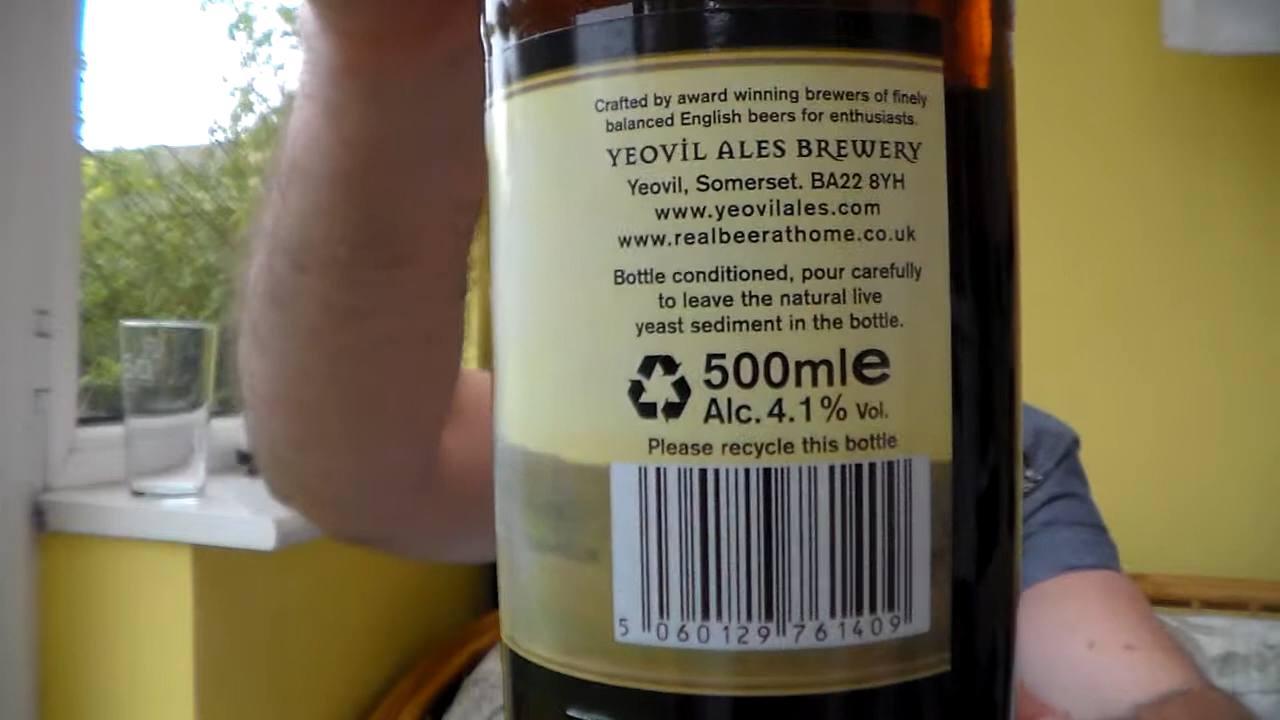 Crafted by award winning brewers of finely
balanced English beers for enthusiasts.
YEOVIL ALES BREWERY
Yeovil, Somerset. BA22 8YH
www.yeovilales.com
www.realbeerathome.co.uk
Bottle conditioned, pour carefully
to leave the natural live
yeast sediment in the bottle.
500ml℮
Alc. 4.1% Vol.
Please recycle this bottle
5 060129 761409